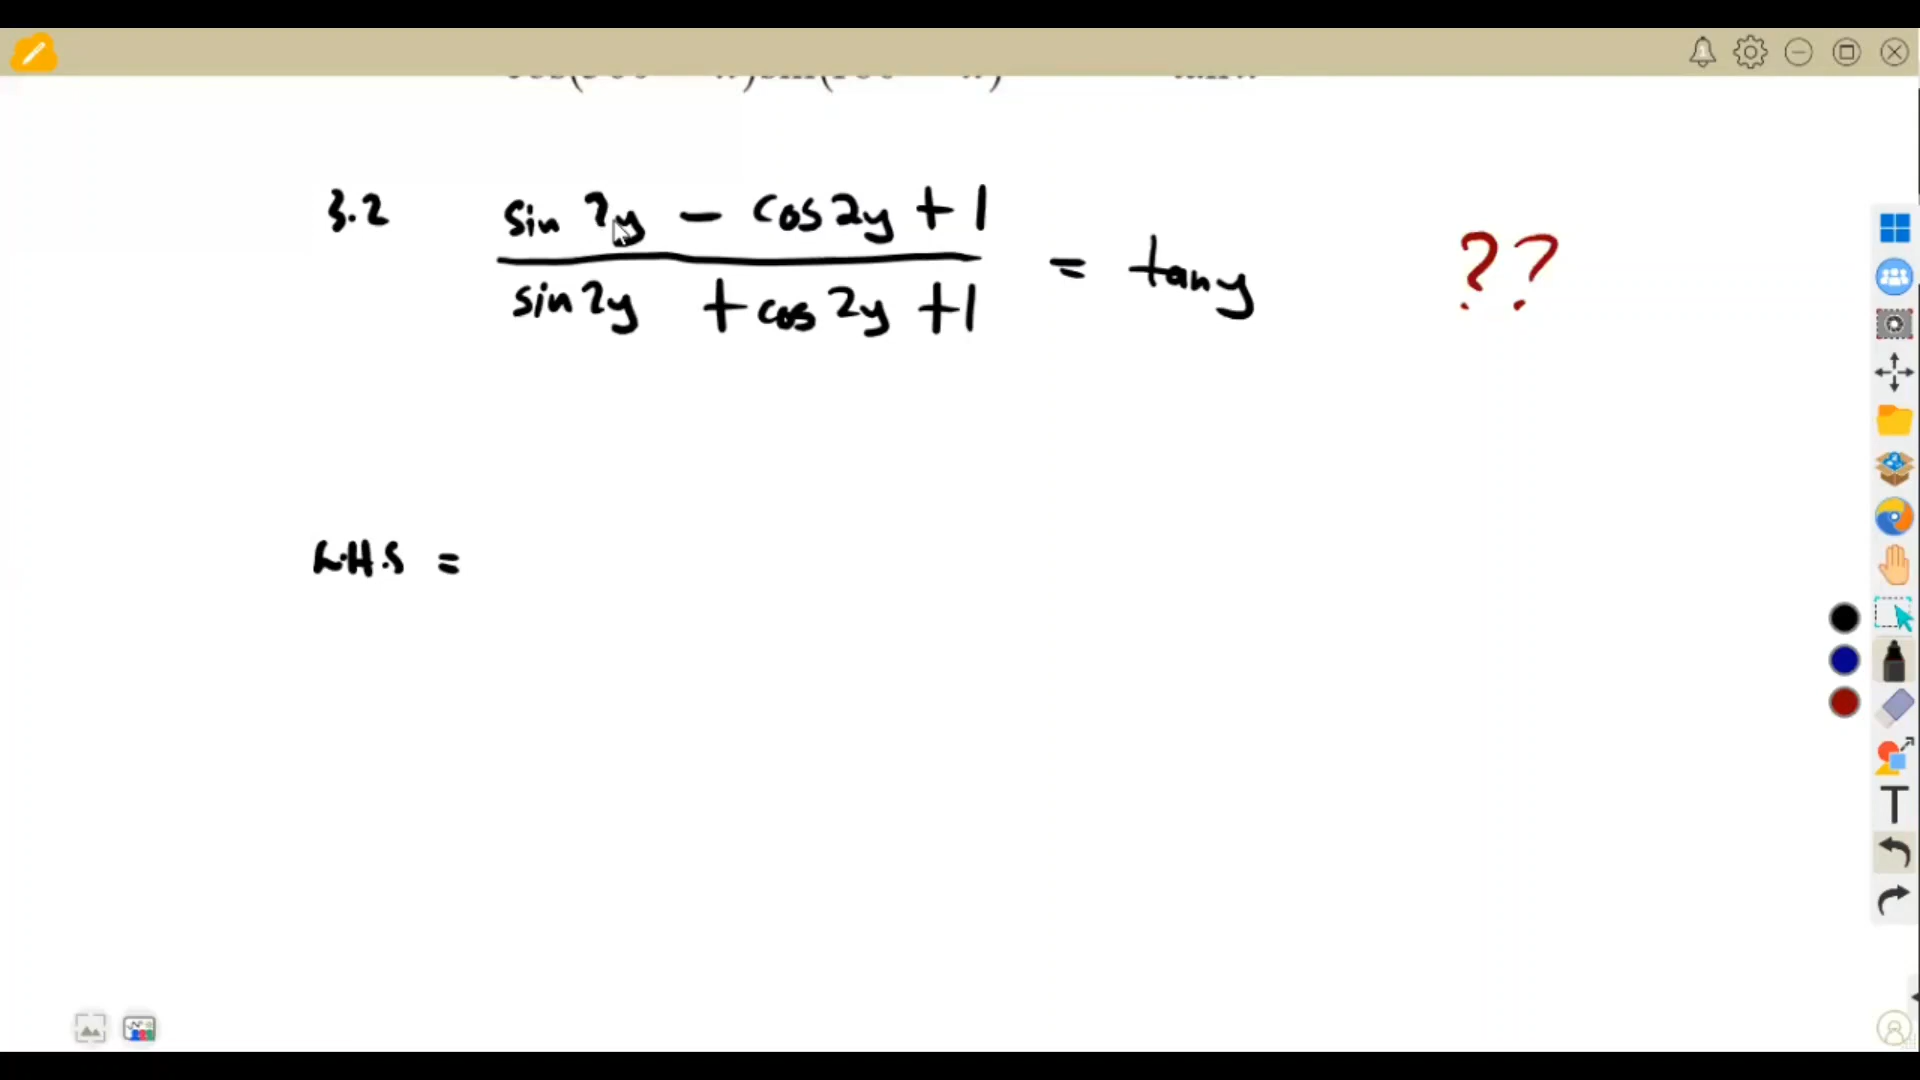 3.2 sin 2y - cos 2y + 1
sin 2y + cos 2y + 1
= tan y ??
L.H.S =